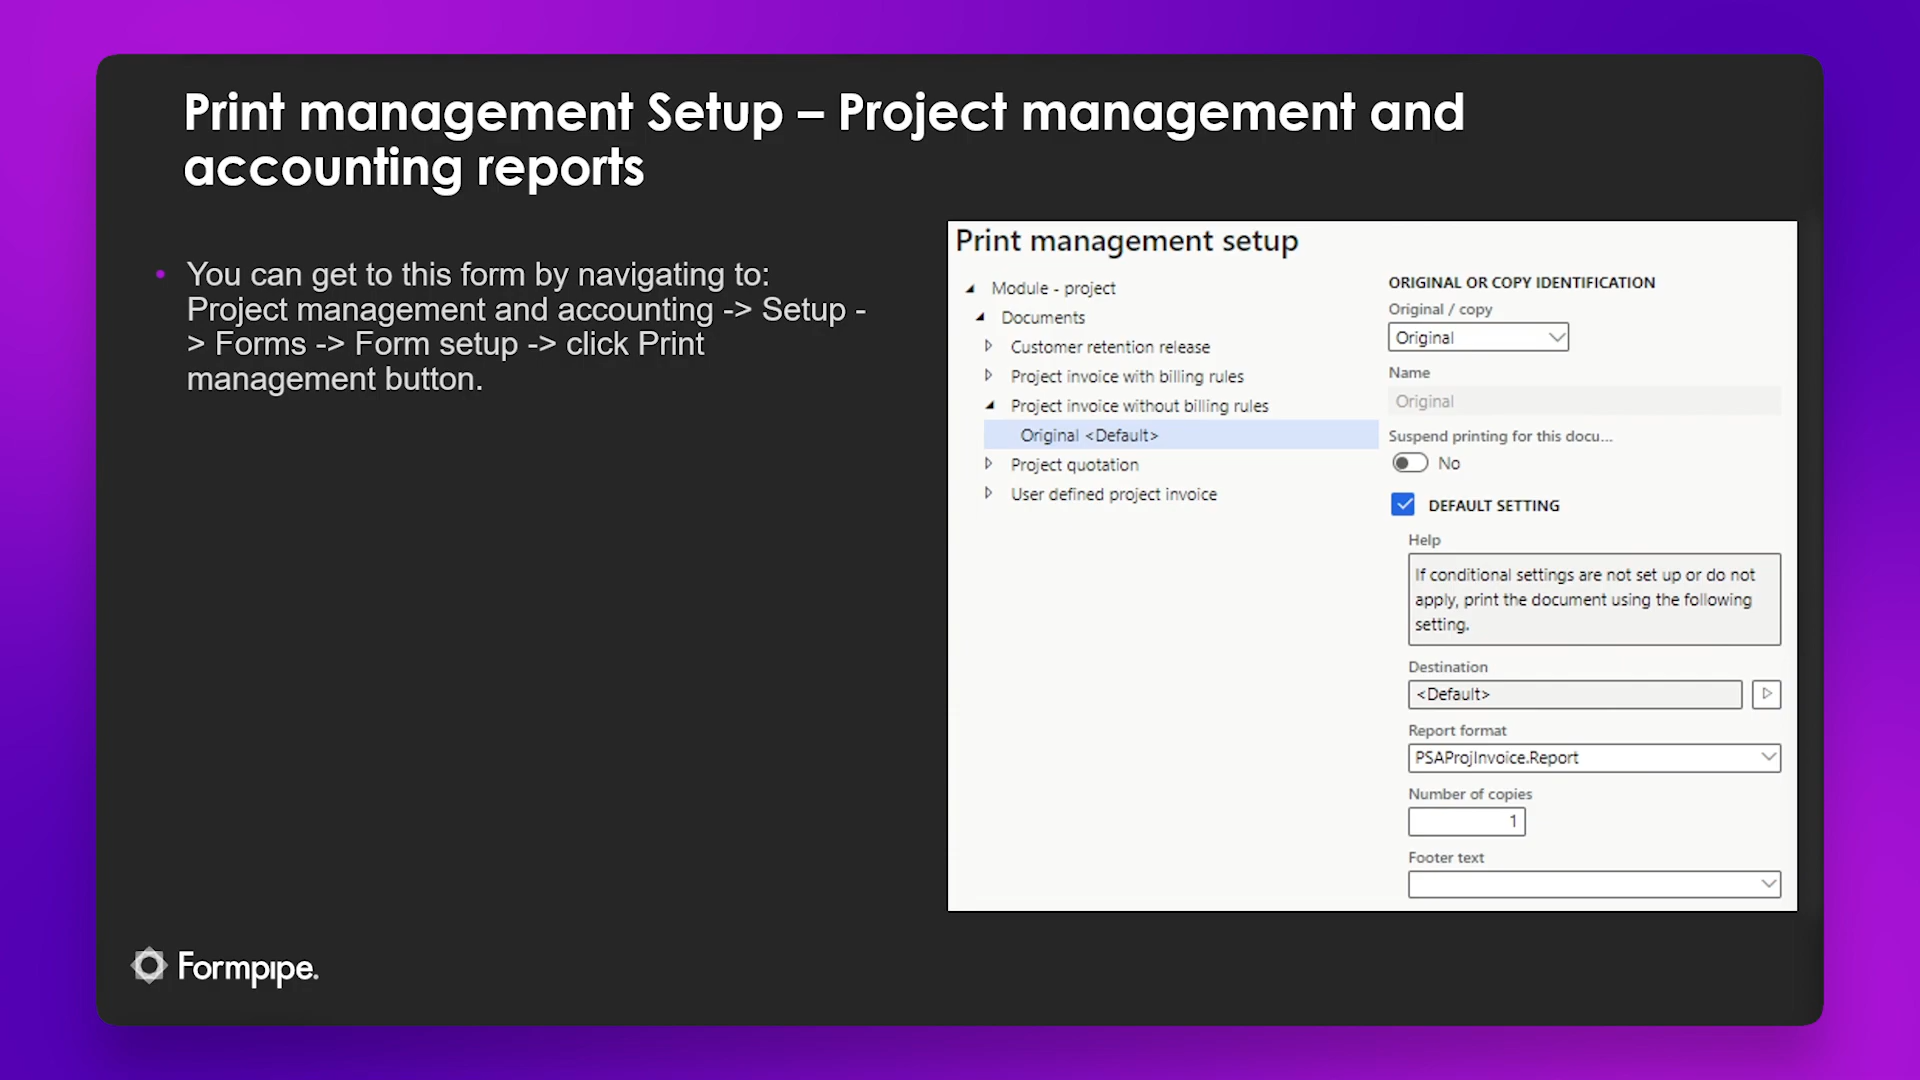 Print management Setup – Project management and
accounting reports
• You can get to this form by navigating to:
Project management and accounting -> Setup -
> Forms -> Form setup -> click Print
management button.
Print management setup
Module - project
Documents
Customer retention release
Project invoice with billing rules
Project invoice without billing rules
Original <Default>
Project quotation
User defined project invoice
ORIGINAL OR COPY IDENTIFICATION
Original / copy
Original
Name
Original
Suspend printing for this docu...
No
DEFAULT SETTING
Help
If conditional settings are not set up or do not
apply, print the document using the following
setting.
Destination
<Default>
Report format
PSAProjInvoice.Report
Number of copies
1
Footer text
Formpipe.